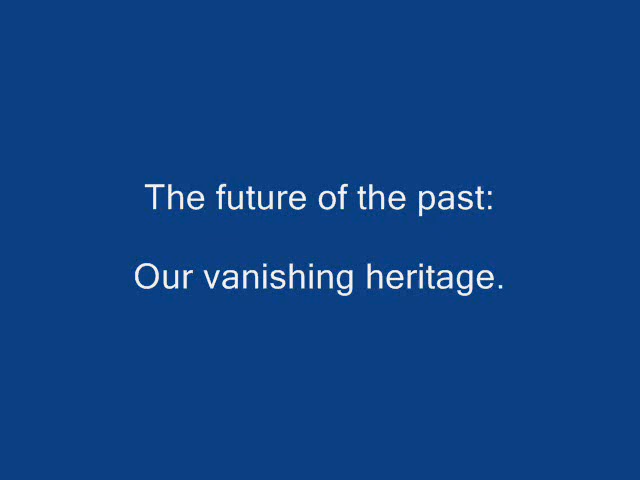 The future of the past:
Our vanishing heritage.